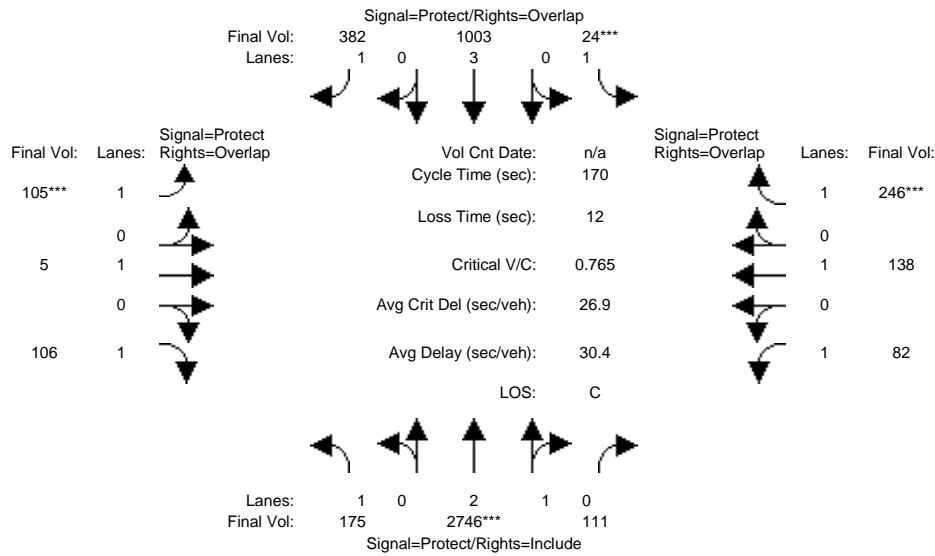 Signal=Protect/Rights=Overlap
Final Vol: 382 1003 24***
Lanes: 1 0 3 0 1
Signal=Protect Signal=Protect
Final Vol: Lanes: Rights=Overlap Vol Cnt Date: n/a Rights=Overlap Lanes: Final Vol:
Cycle Time (sec): 170
105*** 1 1 246***
Loss Time (sec): 12
0 0
5 1 Critical V/C: 0.765 1 138
0 Avg Crit Del (sec/veh): 26.9 0
106 1 Avg Delay (sec/veh): 30.4 1 82
LOS: C
Lanes: 1 0 2 1 0
Final Vol: 175 2746*** 111
Signal=Protect/Rights=Include